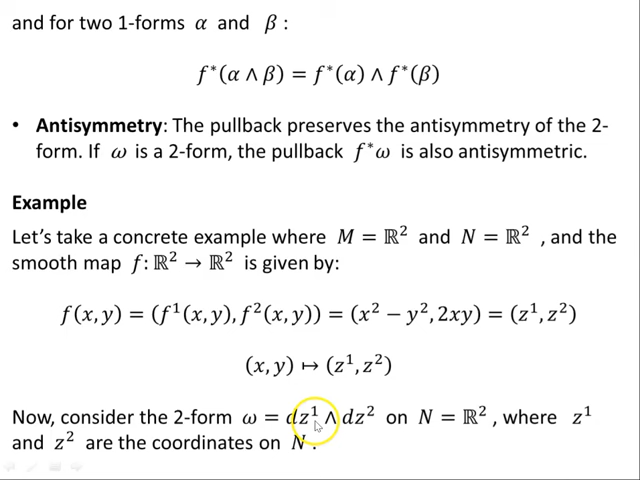 and for two 1-forms α and β :
f*(α ∧ β) = f*(α) ∧ f*(β)
• Antisymmetry: The pullback preserves the antisymmetry of the 2-
form. If ω is a 2-form, the pullback f*ω is also antisymmetric.
Example
Let's take a concrete example where M = ℝ² and N = ℝ² , and the
smooth map f: ℝ² → ℝ² is given by:
f(x, y) = (f¹(x, y), f²(x, y)) = (x² − y², 2xy) = (z¹, z²)
(x, y) ↦ (z¹, z²)
Now, consider the 2-form ω = dz¹ ∧ dz² on N = ℝ² , where z¹
and z² are the coordinates on N .